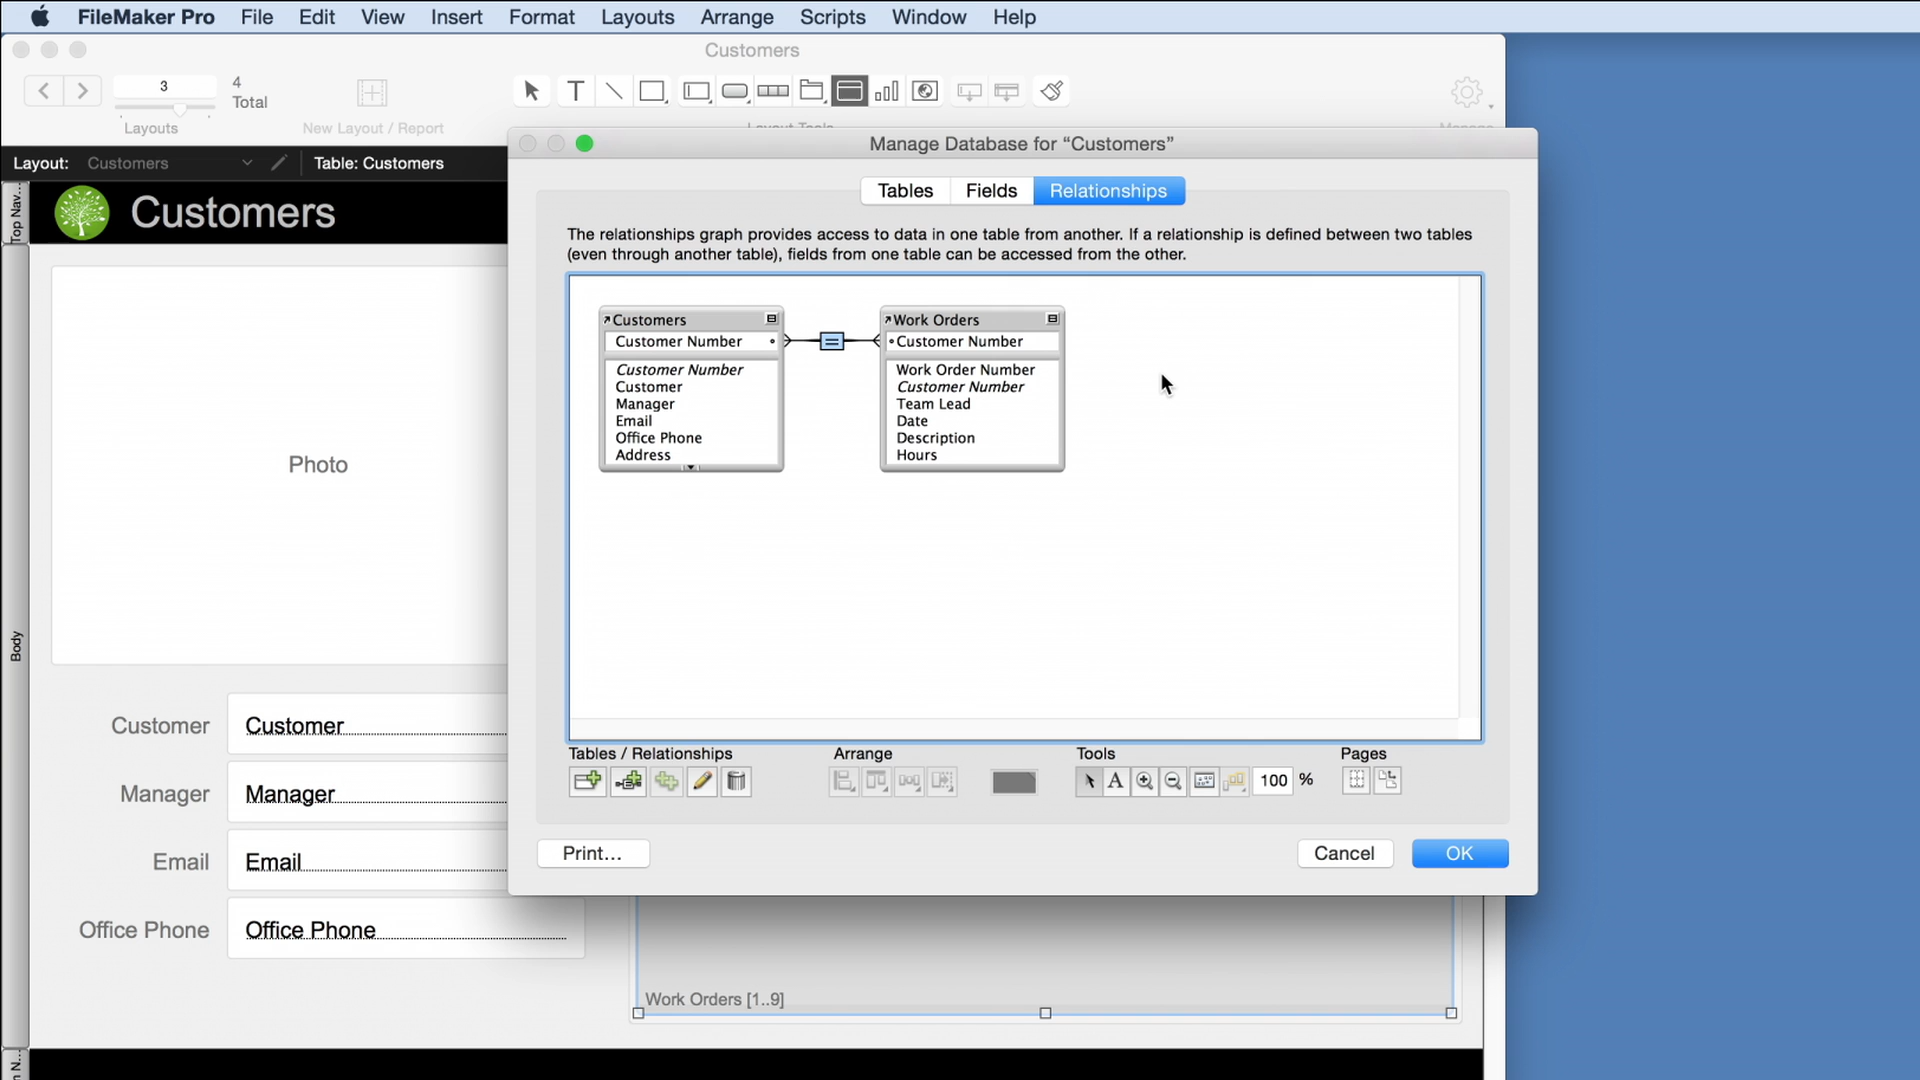 FileMaker Pro File Edit View Insert Format Layouts Arrange Scripts Window Help
Customers
3
4
Total
Layouts
New Layout / Report
Layout: Customers
Table: Customers
Top Nav...
Customers
Photo
Body
Customer Customer
Manager Manager
Email Email
Office Phone Office Phone
Work Orders [1..9]
n N...
Manage Database for “Customers”
Tables Fields Relationships
The relationships graph provides access to data in one table from another. If a relationship is defined between two tables
(even through another table), fields from one table can be accessed from the other.
Customers
Customer Number
Customer Number
Customer
Manager
Email
Office Phone
Address
=
Work Orders
Customer Number
Work Order Number
Customer Number
Team Lead
Date
Description
Hours
Tables / Relationships
Arrange
Tools
A
100 %
Pages
Print...
Cancel
OK